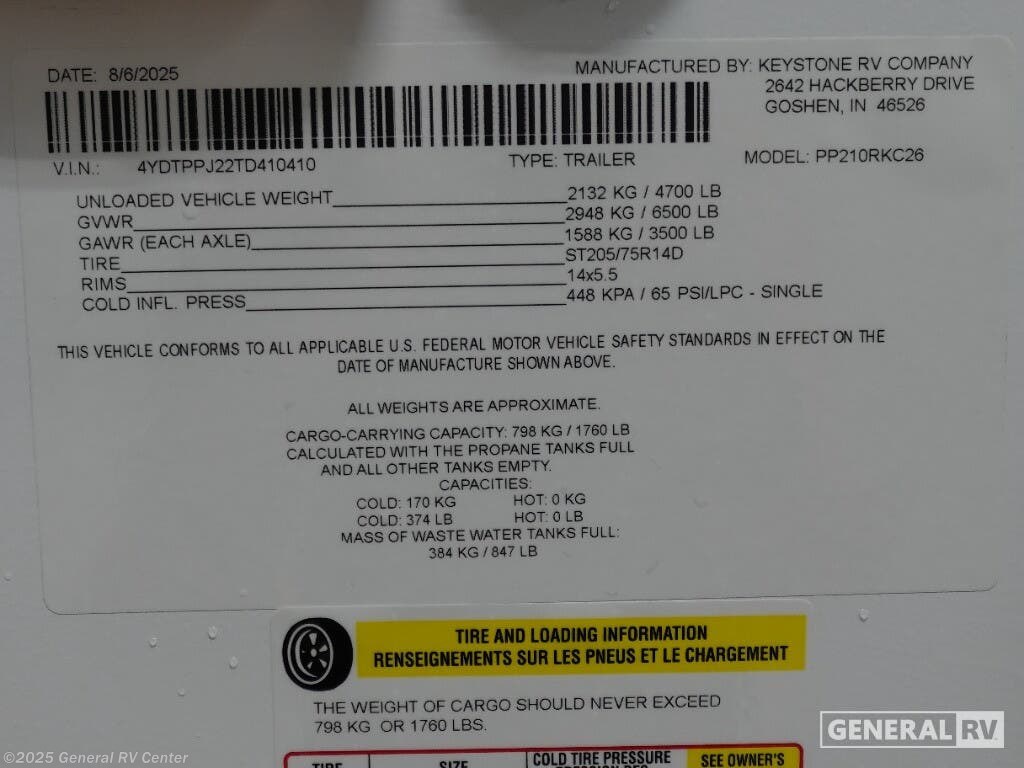 DATE: 8/6/2025
MANUFACTURED BY: KEYSTONE RV COMPANY
2642 HACKBERRY DRIVE
GOSHEN, IN 46526
V.I.N.: 4YDTPPJ22TD410410 TYPE: TRAILER MODEL: PP210RKC26
UNLOADED VEHICLE WEIGHT 2132 KG / 4700 LB
GVWR 2948 KG / 6500 LB
GAWR (EACH AXLE) 1588 KG / 3500 LB
TIRE ST205/75R14D
RIMS 14x5.5
COLD INFL. PRESS 448 KPA / 65 PSI/LPC - SINGLE
THIS VEHICLE CONFORMS TO ALL APPLICABLE U.S. FEDERAL MOTOR VEHICLE SAFETY STANDARDS IN EFFECT ON THE
DATE OF MANUFACTURE SHOWN ABOVE.
ALL WEIGHTS ARE APPROXIMATE.
CARGO-CARRYING CAPACITY: 798 KG / 1760 LB
CALCULATED WITH THE PROPANE TANKS FULL
AND ALL OTHER TANKS EMPTY.
CAPACITIES:
COLD: 170 KG HOT: 0 KG
COLD: 374 LB HOT: 0 LB
MASS OF WASTE WATER TANKS FULL:
384 KG / 847 LB
TIRE AND LOADING INFORMATION
RENSEIGNEMENTS SUR LES PNEUS ET LE CHARGEMENT
THE WEIGHT OF CARGO SHOULD NEVER EXCEED
798 KG OR 1760 LBS.
TIRE SIZE COLD TIRE PRESSURE SEE OWNER'S
GENERAL RV
©2025 General RV Center